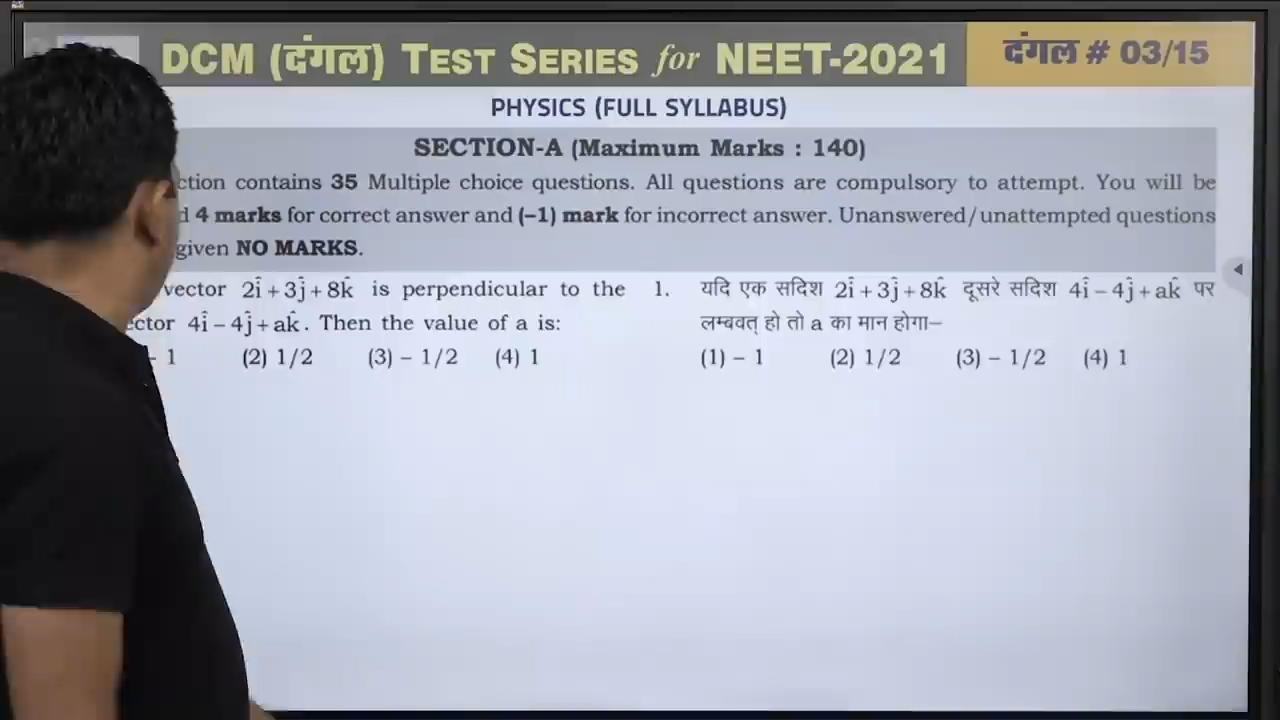 DCM (दंगल) TEST SERIES for NEET-2021
दंगल # 03/15
PHYSICS (FULL SYLLABUS)
SECTION-A (Maximum Marks : 140)
contains 35 Multiple choice questions. All questions are compulsory to attempt. You will be
4 marks for correct answer and (–1) mark for incorrect answer. Unanswered/unattempted questions
given NO MARKS.
vector 2î + 3ĵ + 8k̂ is perpendicular to the
4î – 4ĵ + ak̂. Then the value of a is:
– 1 (2) 1/2 (3) – 1/2 (4) 1
1. यदि एक सदिश 2î + 3ĵ + 8k̂ दूसरे सदिश 4î – 4ĵ + ak̂ पर
लम्बवत् हो तो a का मान होगा–
(1) – 1 (2) 1/2 (3) – 1/2 (4) 1